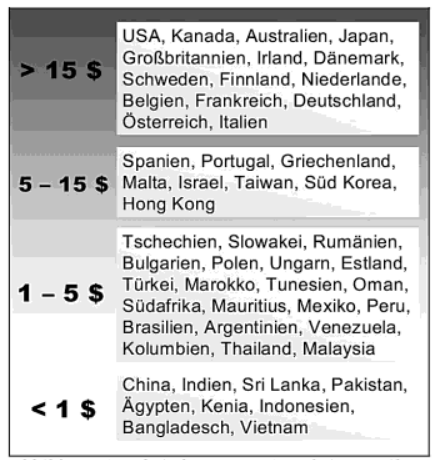 > 15 $
USA, Kanada, Australien, Japan,
Großbritannien, Irland, Dänemark,
Schweden, Finnland, Niederlande,
Belgien, Frankreich, Deutschland,
Österreich, Italien
5 – 15 $
Spanien, Portugal, Griechenland,
Malta, Israel, Taiwan, Süd Korea,
Hong Kong
1 – 5 $
Tschechien, Slowakei, Rumänien,
Bulgarien, Polen, Ungarn, Estland,
Türkei, Marokko, Tunesien, Oman,
Südafrika, Mauritius, Mexiko, Peru,
Brasilien, Argentinien, Venezuela,
Kolumbien, Thailand, Malaysia
< 1 $
China, Indien, Sri Lanka, Pakistan,
Ägypten, Kenia, Indonesien,
Bangladesch, Vietnam